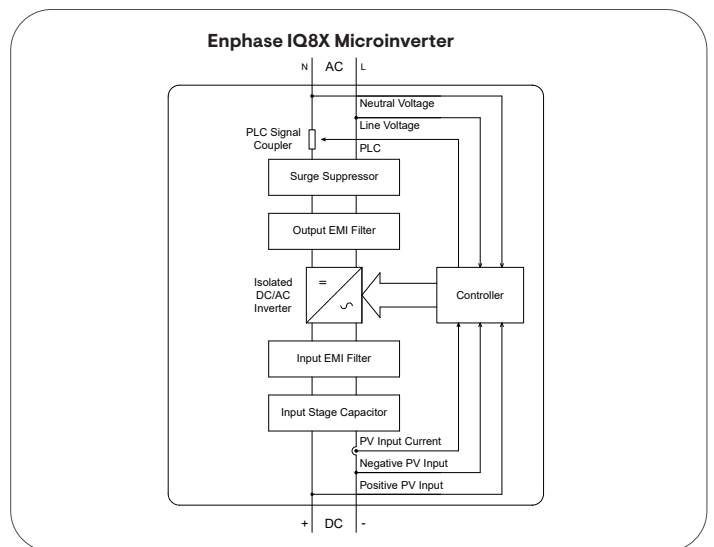 Enphase IQ8X Microinverter
N AC L
Neutral Voltage
Line Voltage
PLC Signal
Coupler
PLC
Surge Suppressor
Output EMI Filter
Isolated
DC/AC
Inverter
=
∿
Controller
Input EMI Filter
Input Stage Capacitor
PV Input Current
Negative PV Input
Positive PV Input
+ DC -